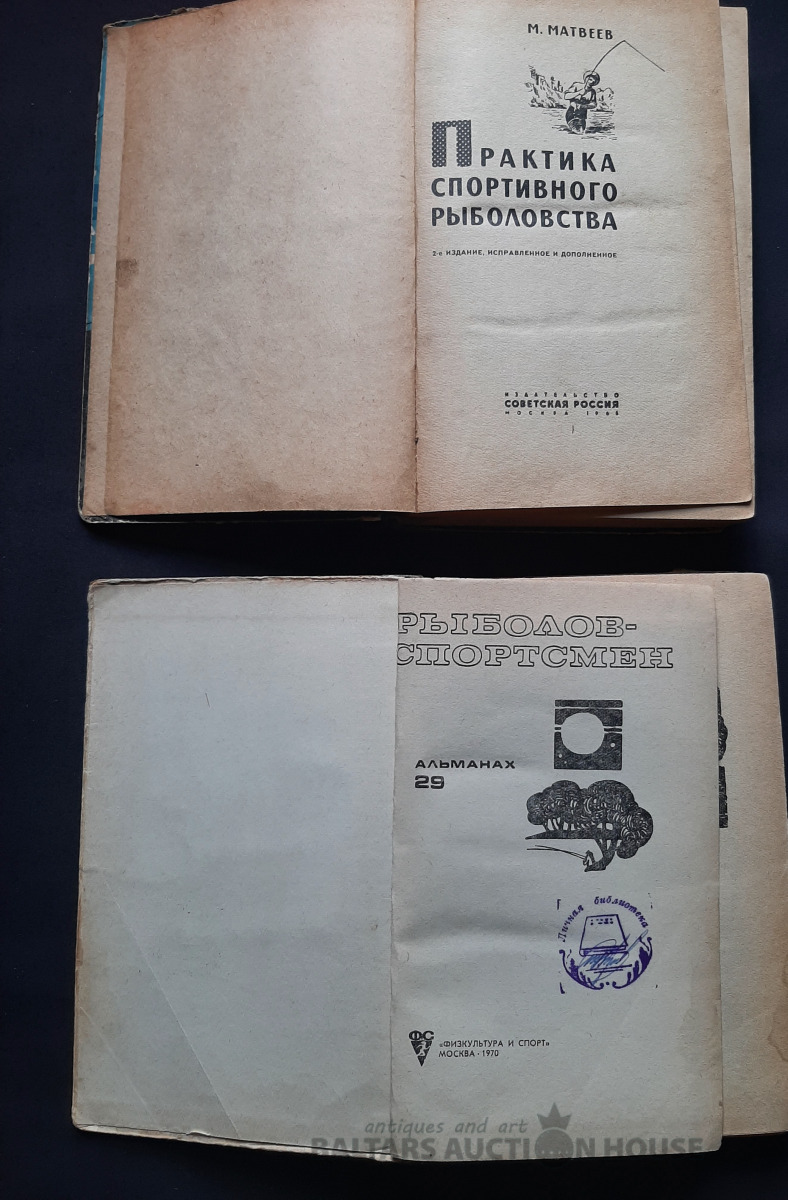 М. МАТВЕЕВ
ПРАКТИКА
СПОРТИВНОГО
РЫБОЛОВСТВА
2-е ИЗДАНИЕ, ИСПРАВЛЕННОЕ И ДОПОЛНЕННОЕ
ИЗДАТЕЛЬСТВО
СОВЕТСКАЯ РОССИЯ
МОСКВА
РЫБОЛОВ-
СПОРТСМЕН
АЛЬМАНАХ
29
Личная библиотека
ФС
«ФИЗКУЛЬТУРА И СПОРТ»
МОСКВА · 1970
antiques and art
BALTARS AUCTION HOUSE